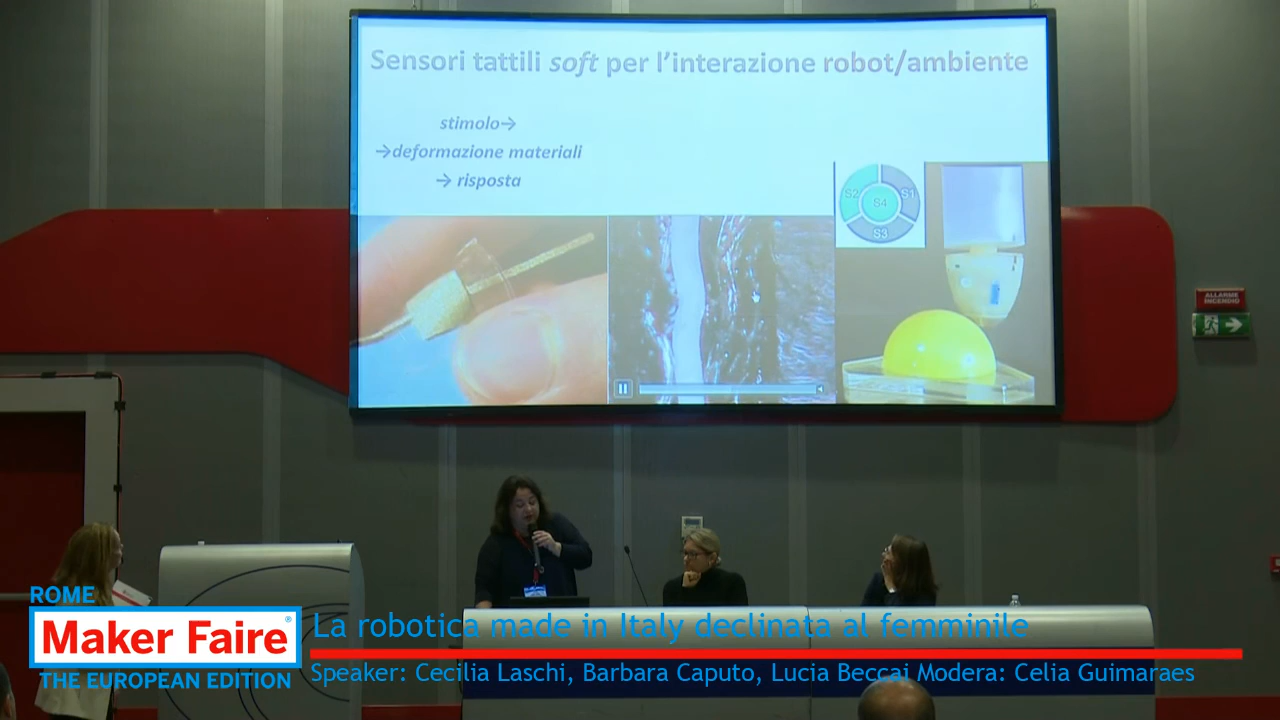 Sensori tattili soft per l'interazione robot/ambiente
stimolo→
→deformazione materiali
→ risposta
S2
S1
S4
S3
ALLARME
INCENDIO
ROME
Maker Faire®
THE EUROPEAN EDITION
La robotica made in Italy declinata al femminile
Speaker: Cecilia Laschi, Barbara Caputo, Lucia Beccai Modera: Celia Guimaraes